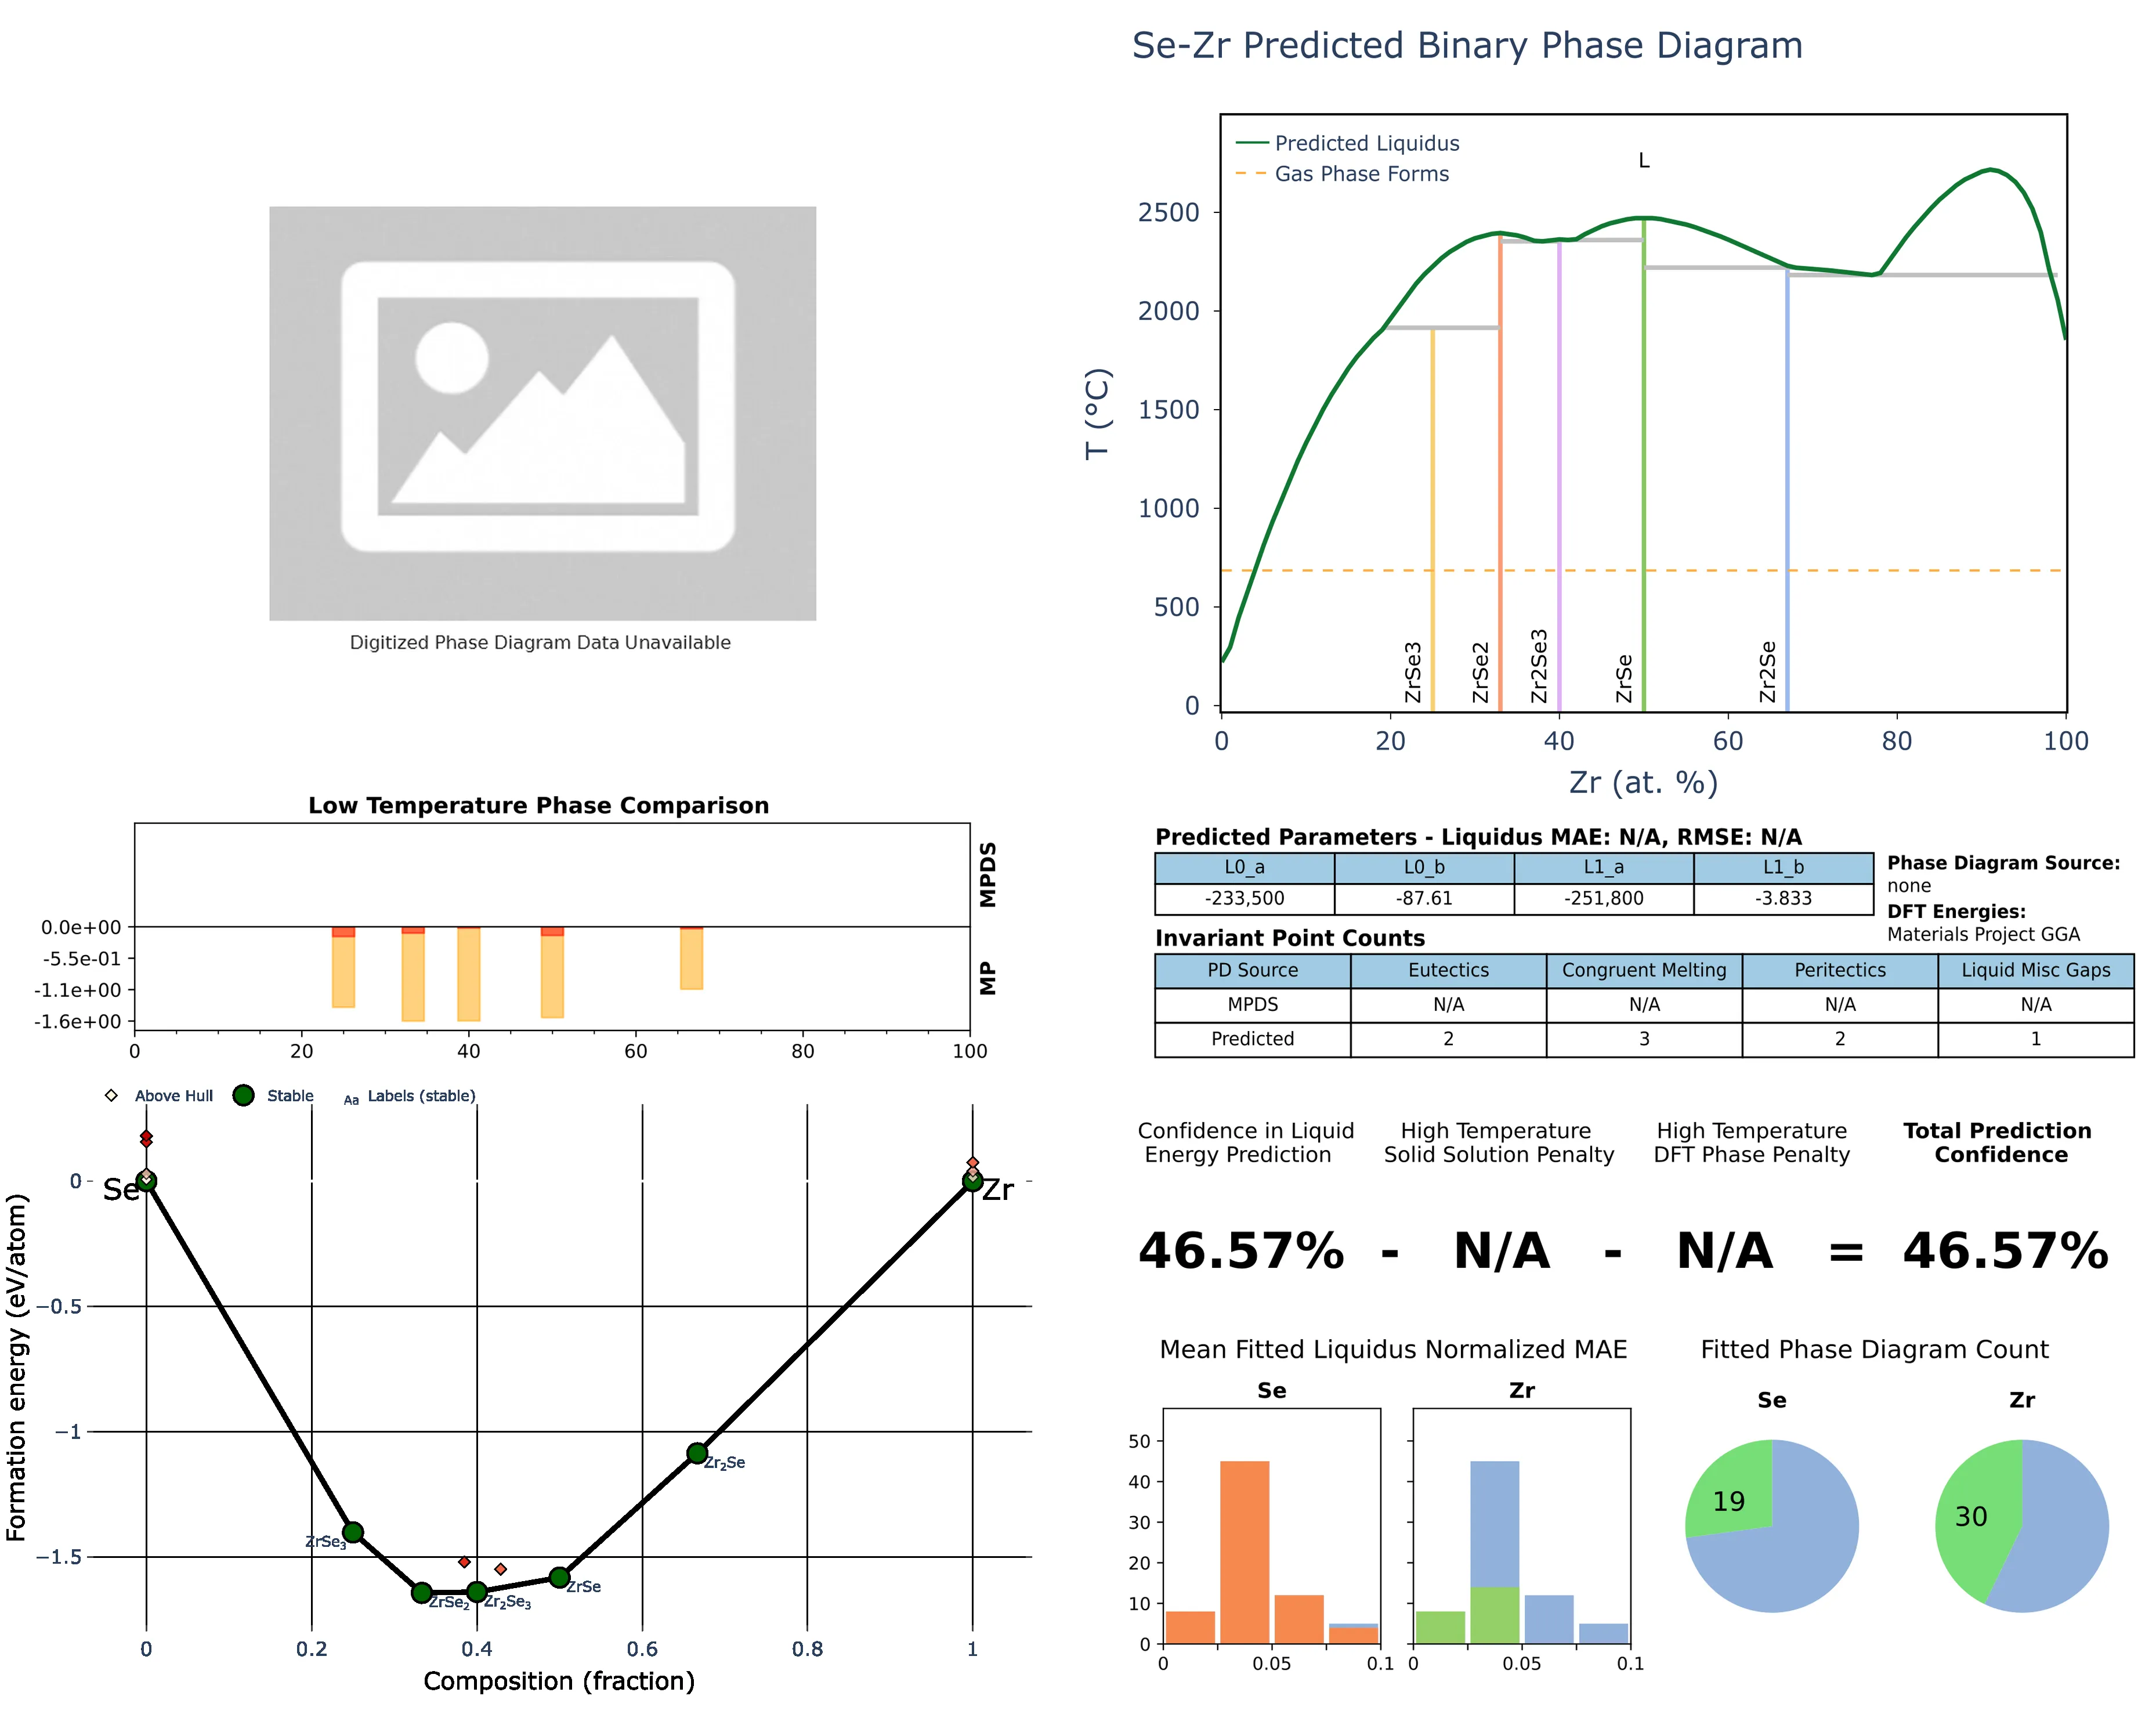 Se-Zr Predicted Binary Phase Diagram
Predicted Liquidus
Gas Phase Forms
L
T (°C)
2500
2000
1500
1000
500
0
ZrSe3
ZrSe2
Zr2Se3
ZrSe
Zr2Se
0 20 40 60 80 100
Zr (at. %)
Digitized Phase Diagram Data Unavailable
Low Temperature Phase Comparison
MPDS
MP
0.0e+00
-5.5e-01
-1.1e+00
-1.6e+00
0 20 40 60 80 100
Predicted Parameters - Liquidus MAE: N/A, RMSE: N/A
L0_a L0_b L1_a L1_b
-233,500 -87.61 -251,800 -3.833
Phase Diagram Source:
none
DFT Energies:
Materials Project GGA
Invariant Point Counts
PD Source Eutectics Congruent Melting Peritectics Liquid Misc Gaps
MPDS N/A N/A N/A N/A
Predicted 2 3 2 1
Above Hull Stable Aa Labels (stable)
Formation energy (eV/atom)
0
−0.5
−1
−1.5
Se
Zr
ZrSe3
ZrSe2
Zr2Se3
ZrSe
Zr2Se
0 0.2 0.4 0.6 0.8 1
Composition (fraction)
Confidence in Liquid
Energy Prediction
High Temperature
Solid Solution Penalty
High Temperature
DFT Phase Penalty
Total Prediction
Confidence
46.57% - N/A - N/A = 46.57%
Mean Fitted Liquidus Normalized MAE
Fitted Phase Diagram Count
Se
Zr
Se
Zr
50
40
30
20
10
0
0 0.05 0.1
0 0.05 0.1
19
30